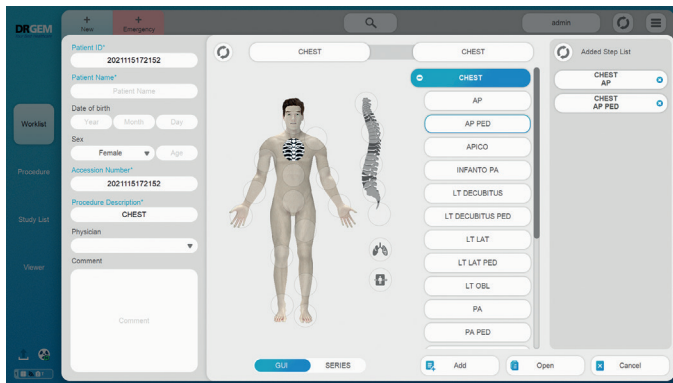 DRGEM
+
New
+
Emergency
admin
Worklist
Procedure
Study List
Viewer
Patient ID*
2021115172152
Patient Name*
Patient Name
Date of birth
Year Month Day
Sex
Female Age
Accession Number*
2021115172152
Procedure Description*
CHEST
Physician
Comment
Comment
CHEST CHEST
CHEST
AP
AP PED
APICO
INFANTO PA
LT DECUBITUS
LT DECUBITUS PED
LT LAT
LT LAT PED
LT OBL
PA
PA PED
GUI SERIES
Add Open Cancel
Added Step List
CHEST
AP
CHEST
AP PED